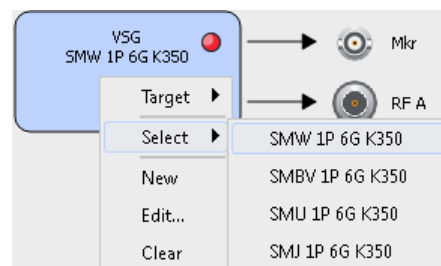 VSG
SMW 1P 6G K350
Mkr
Target
RF A
Select
SMW 1P 6G K350
New
SMBV 1P 6G K350
Edit...
SMU 1P 6G K350
Clear
SMJ 1P 6G K350